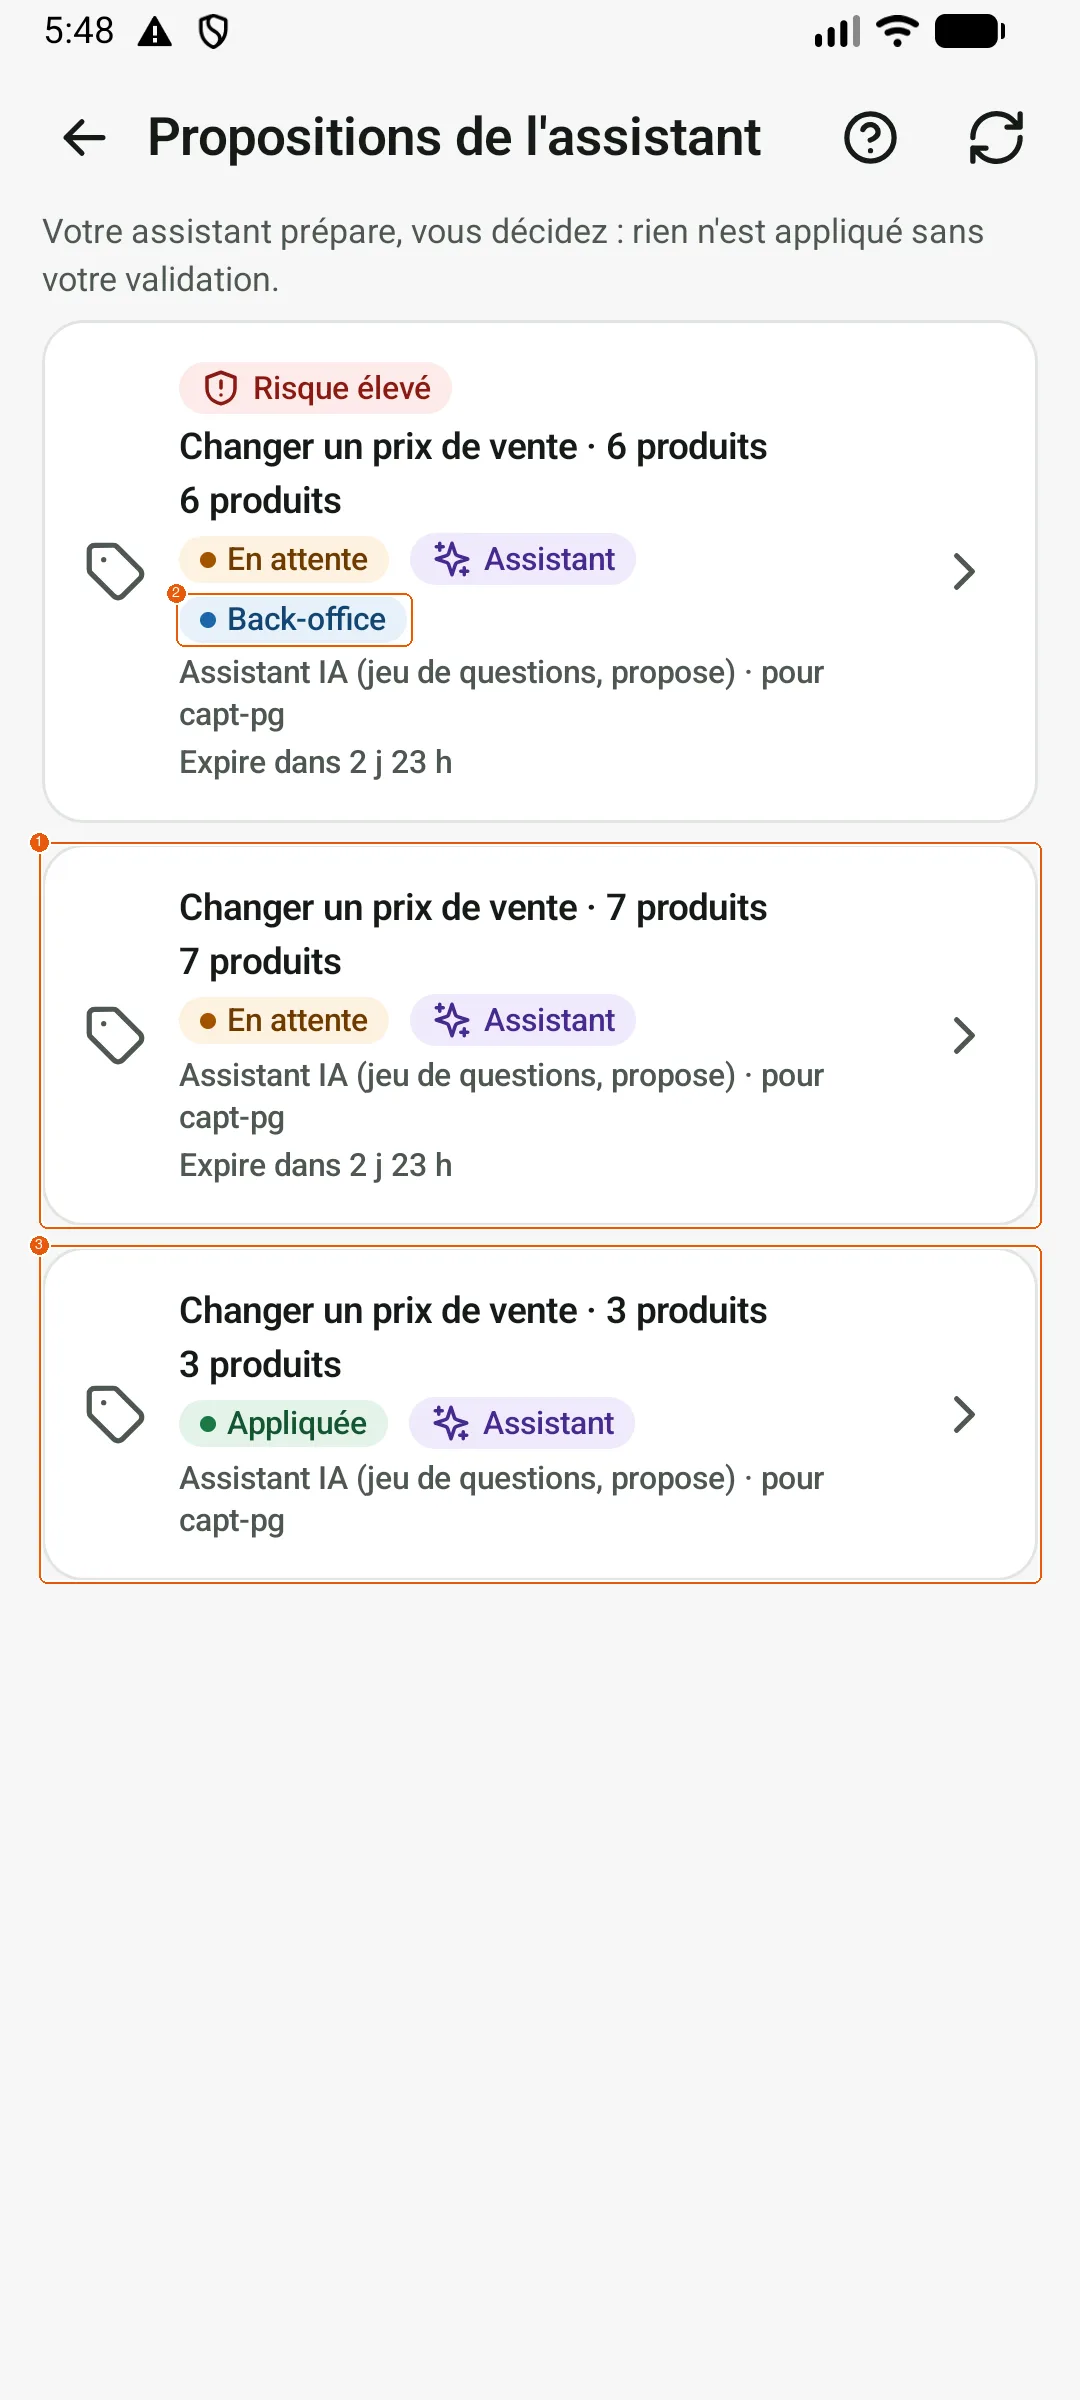 5:48
Propositions de l'assistant
Votre assistant prépare, vous décidez : rien n'est appliqué sans
votre validation.
Risque élevé
Changer un prix de vente · 6 produits
6 produits
En attente
Assistant
2
Back-office
Assistant IA (jeu de questions, propose) · pour
capt-pg
Expire dans 2 j 23 h
1
Changer un prix de vente · 7 produits
7 produits
En attente
Assistant
Assistant IA (jeu de questions, propose) · pour
capt-pg
Expire dans 2 j 23 h
3
Changer un prix de vente · 3 produits
3 produits
Appliquée
Assistant
Assistant IA (jeu de questions, propose) · pour
capt-pg